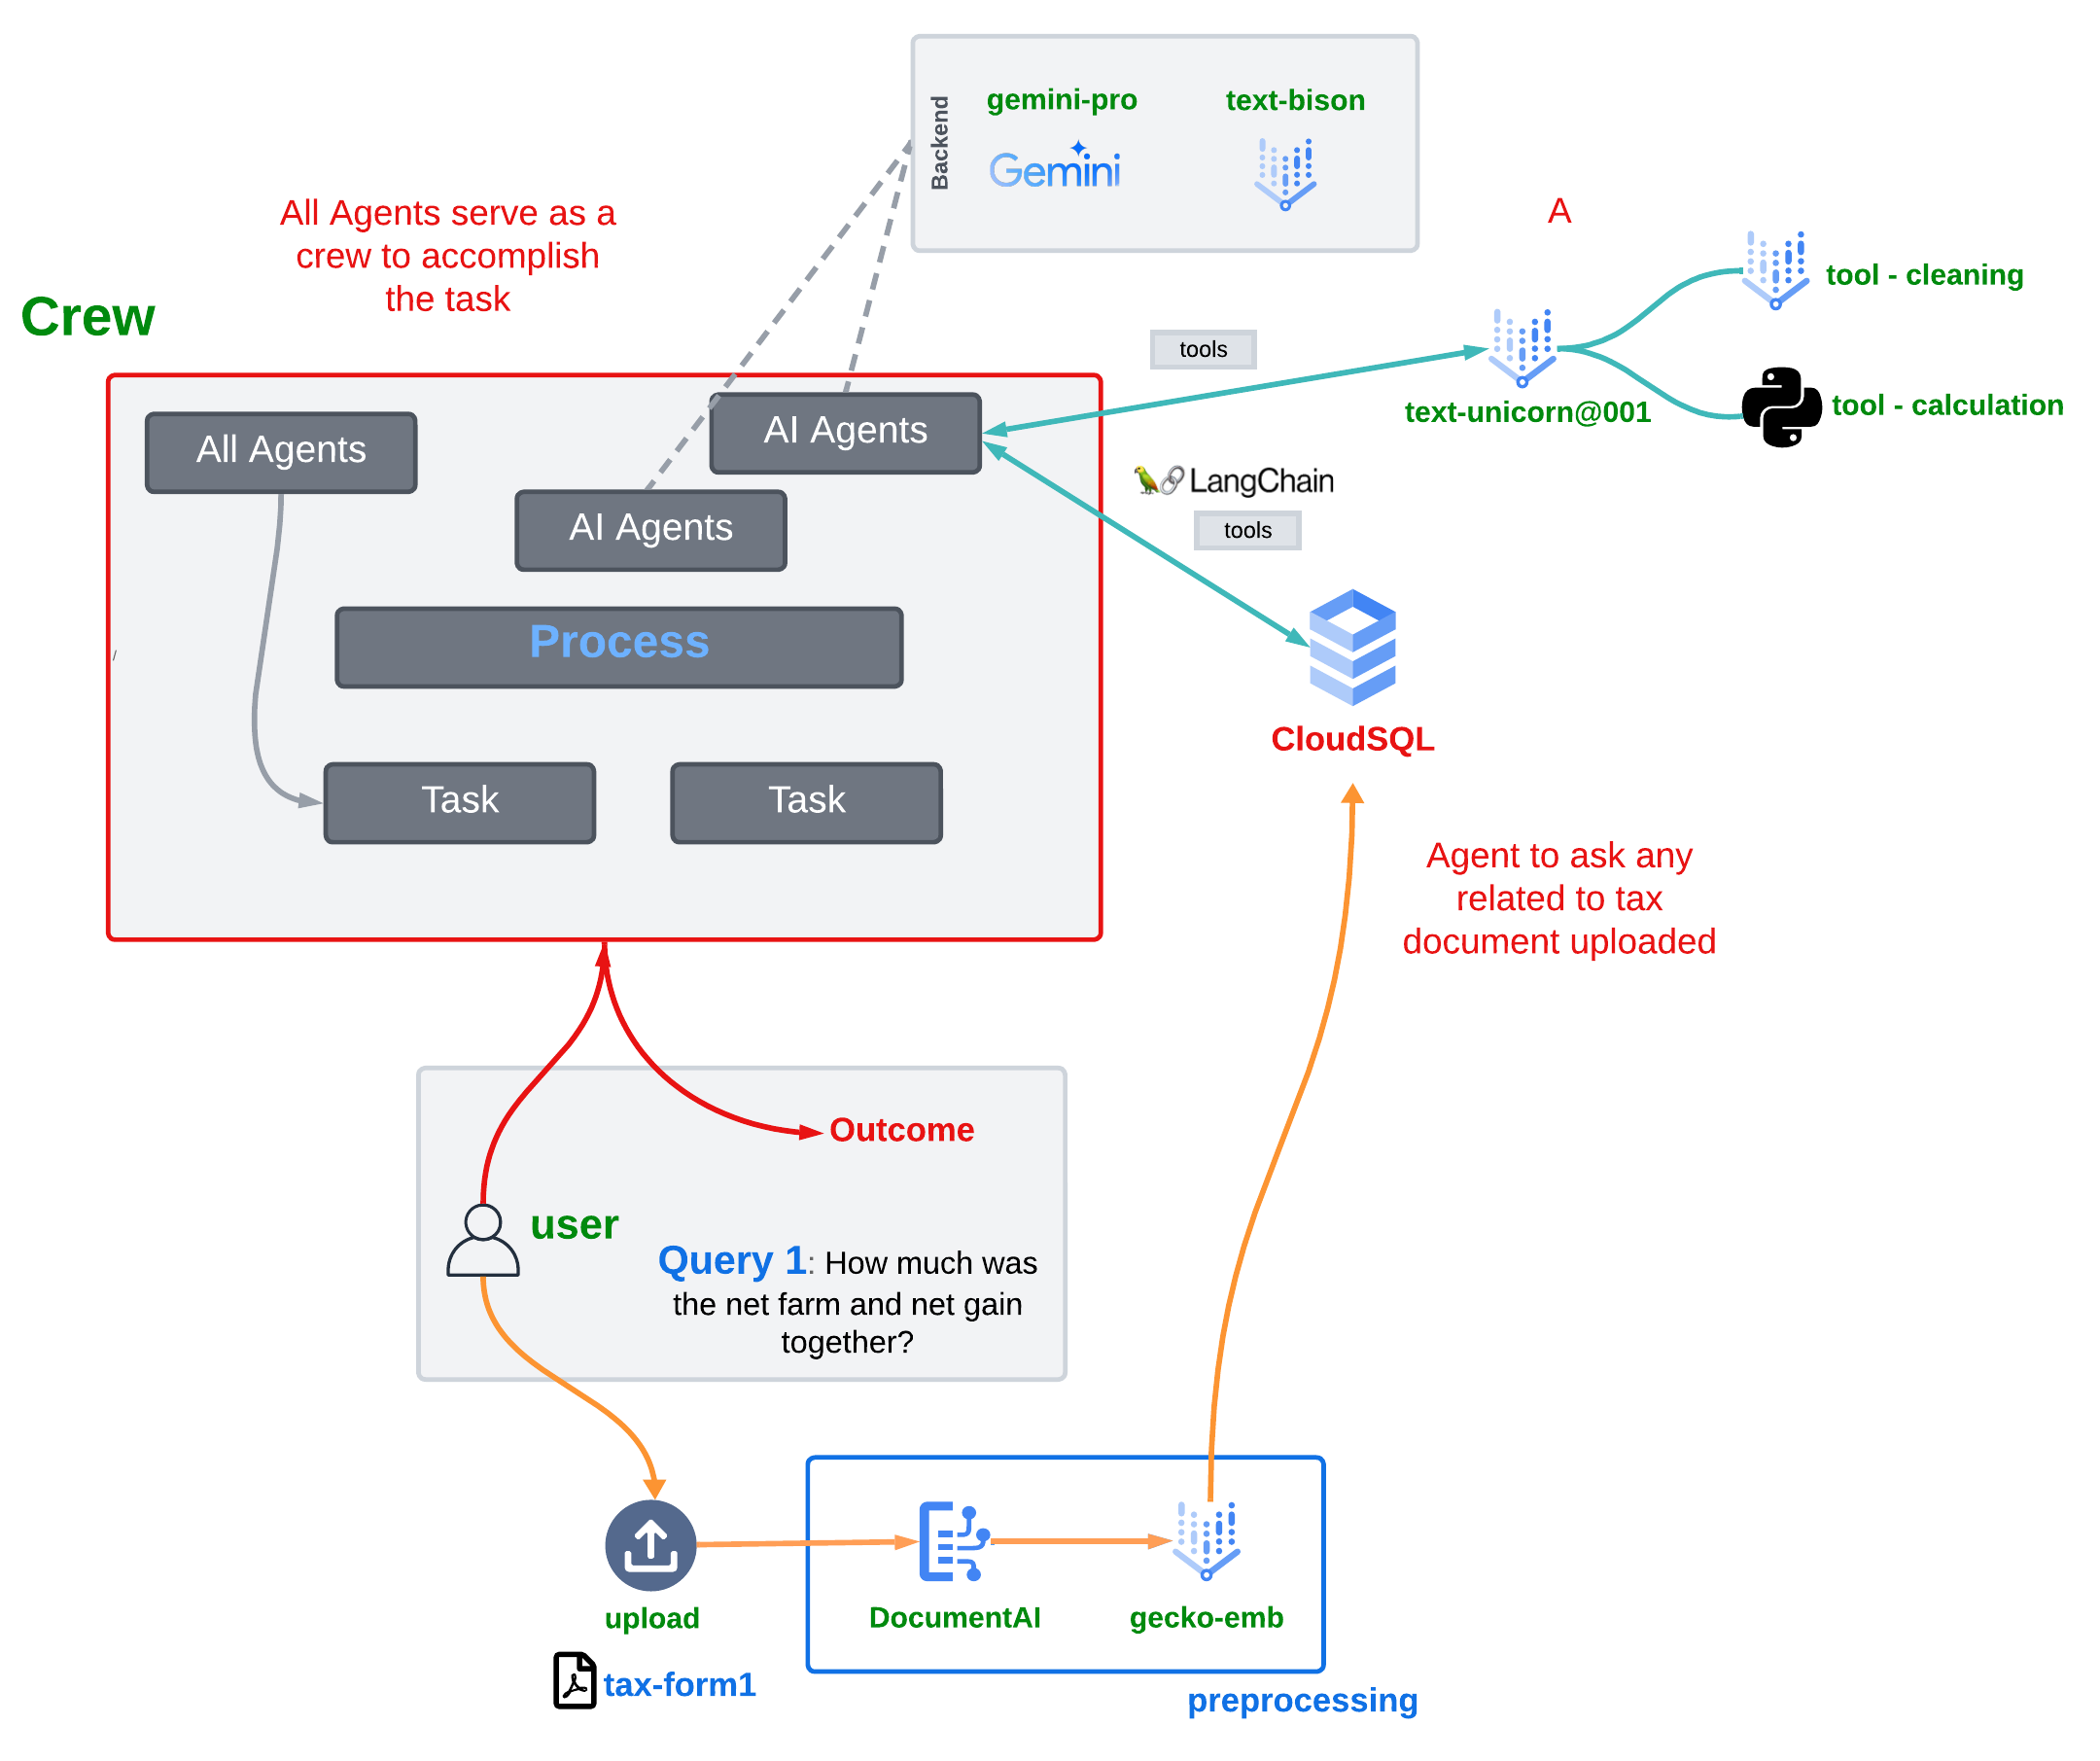 Backend
gemini-pro
text-bison
Gemini
All Agents serve as a
crew to accomplish
the task
A
tool - cleaning
Crew
tools
text-unicorn@001
tool - calculation
All Agents
AI Agents
LangChain
AI Agents
tools
Process
/
CloudSQL
Task
Task
Agent to ask any
related to tax
document uploaded
Outcome
user
Query 1: How much was
the net farm and net gain
together?
upload
DocumentAI
gecko-emb
tax-form1
preprocessing